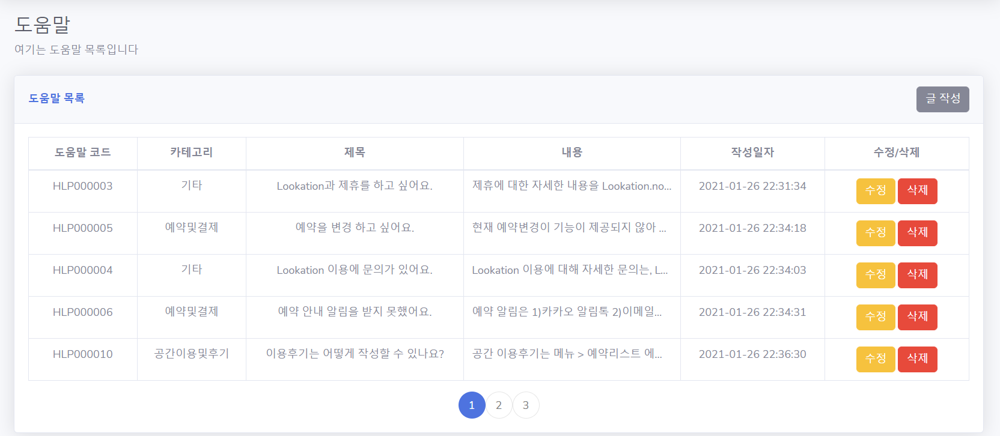 도움말
여기는 도움말 목록입니다
도움말 목록
글 작성
도움말 코드 카테고리 제목 내용 작성일자 수정/삭제
HLP000003 기타 Lookation과 제휴를 하고 싶어요. 제휴에 대한 자세한 내용을 Lookation.no... 2021-01-26 22:31:34 수정 삭제
HLP000005 예약및결제 예약을 변경 하고 싶어요. 현재 예약변경이 기능이 제공되지 않아 ... 2021-01-26 22:34:18 수정 삭제
HLP000004 기타 Lookation 이용에 문의가 있어요. Lookation 이용에 대해 자세한 문의는, L... 2021-01-26 22:34:03 수정 삭제
HLP000006 예약및결제 예약 안내 알림을 받지 못했어요. 예약 알림은 1)카카오 알림톡 2)이메일... 2021-01-26 22:34:31 수정 삭제
HLP000010 공간이용및후기 이용후기는 어떻게 작성할 수 있나요? 공간 이용후기는 메뉴 > 예약리스트 에... 2021-01-26 22:36:30 수정 삭제
1 2 3